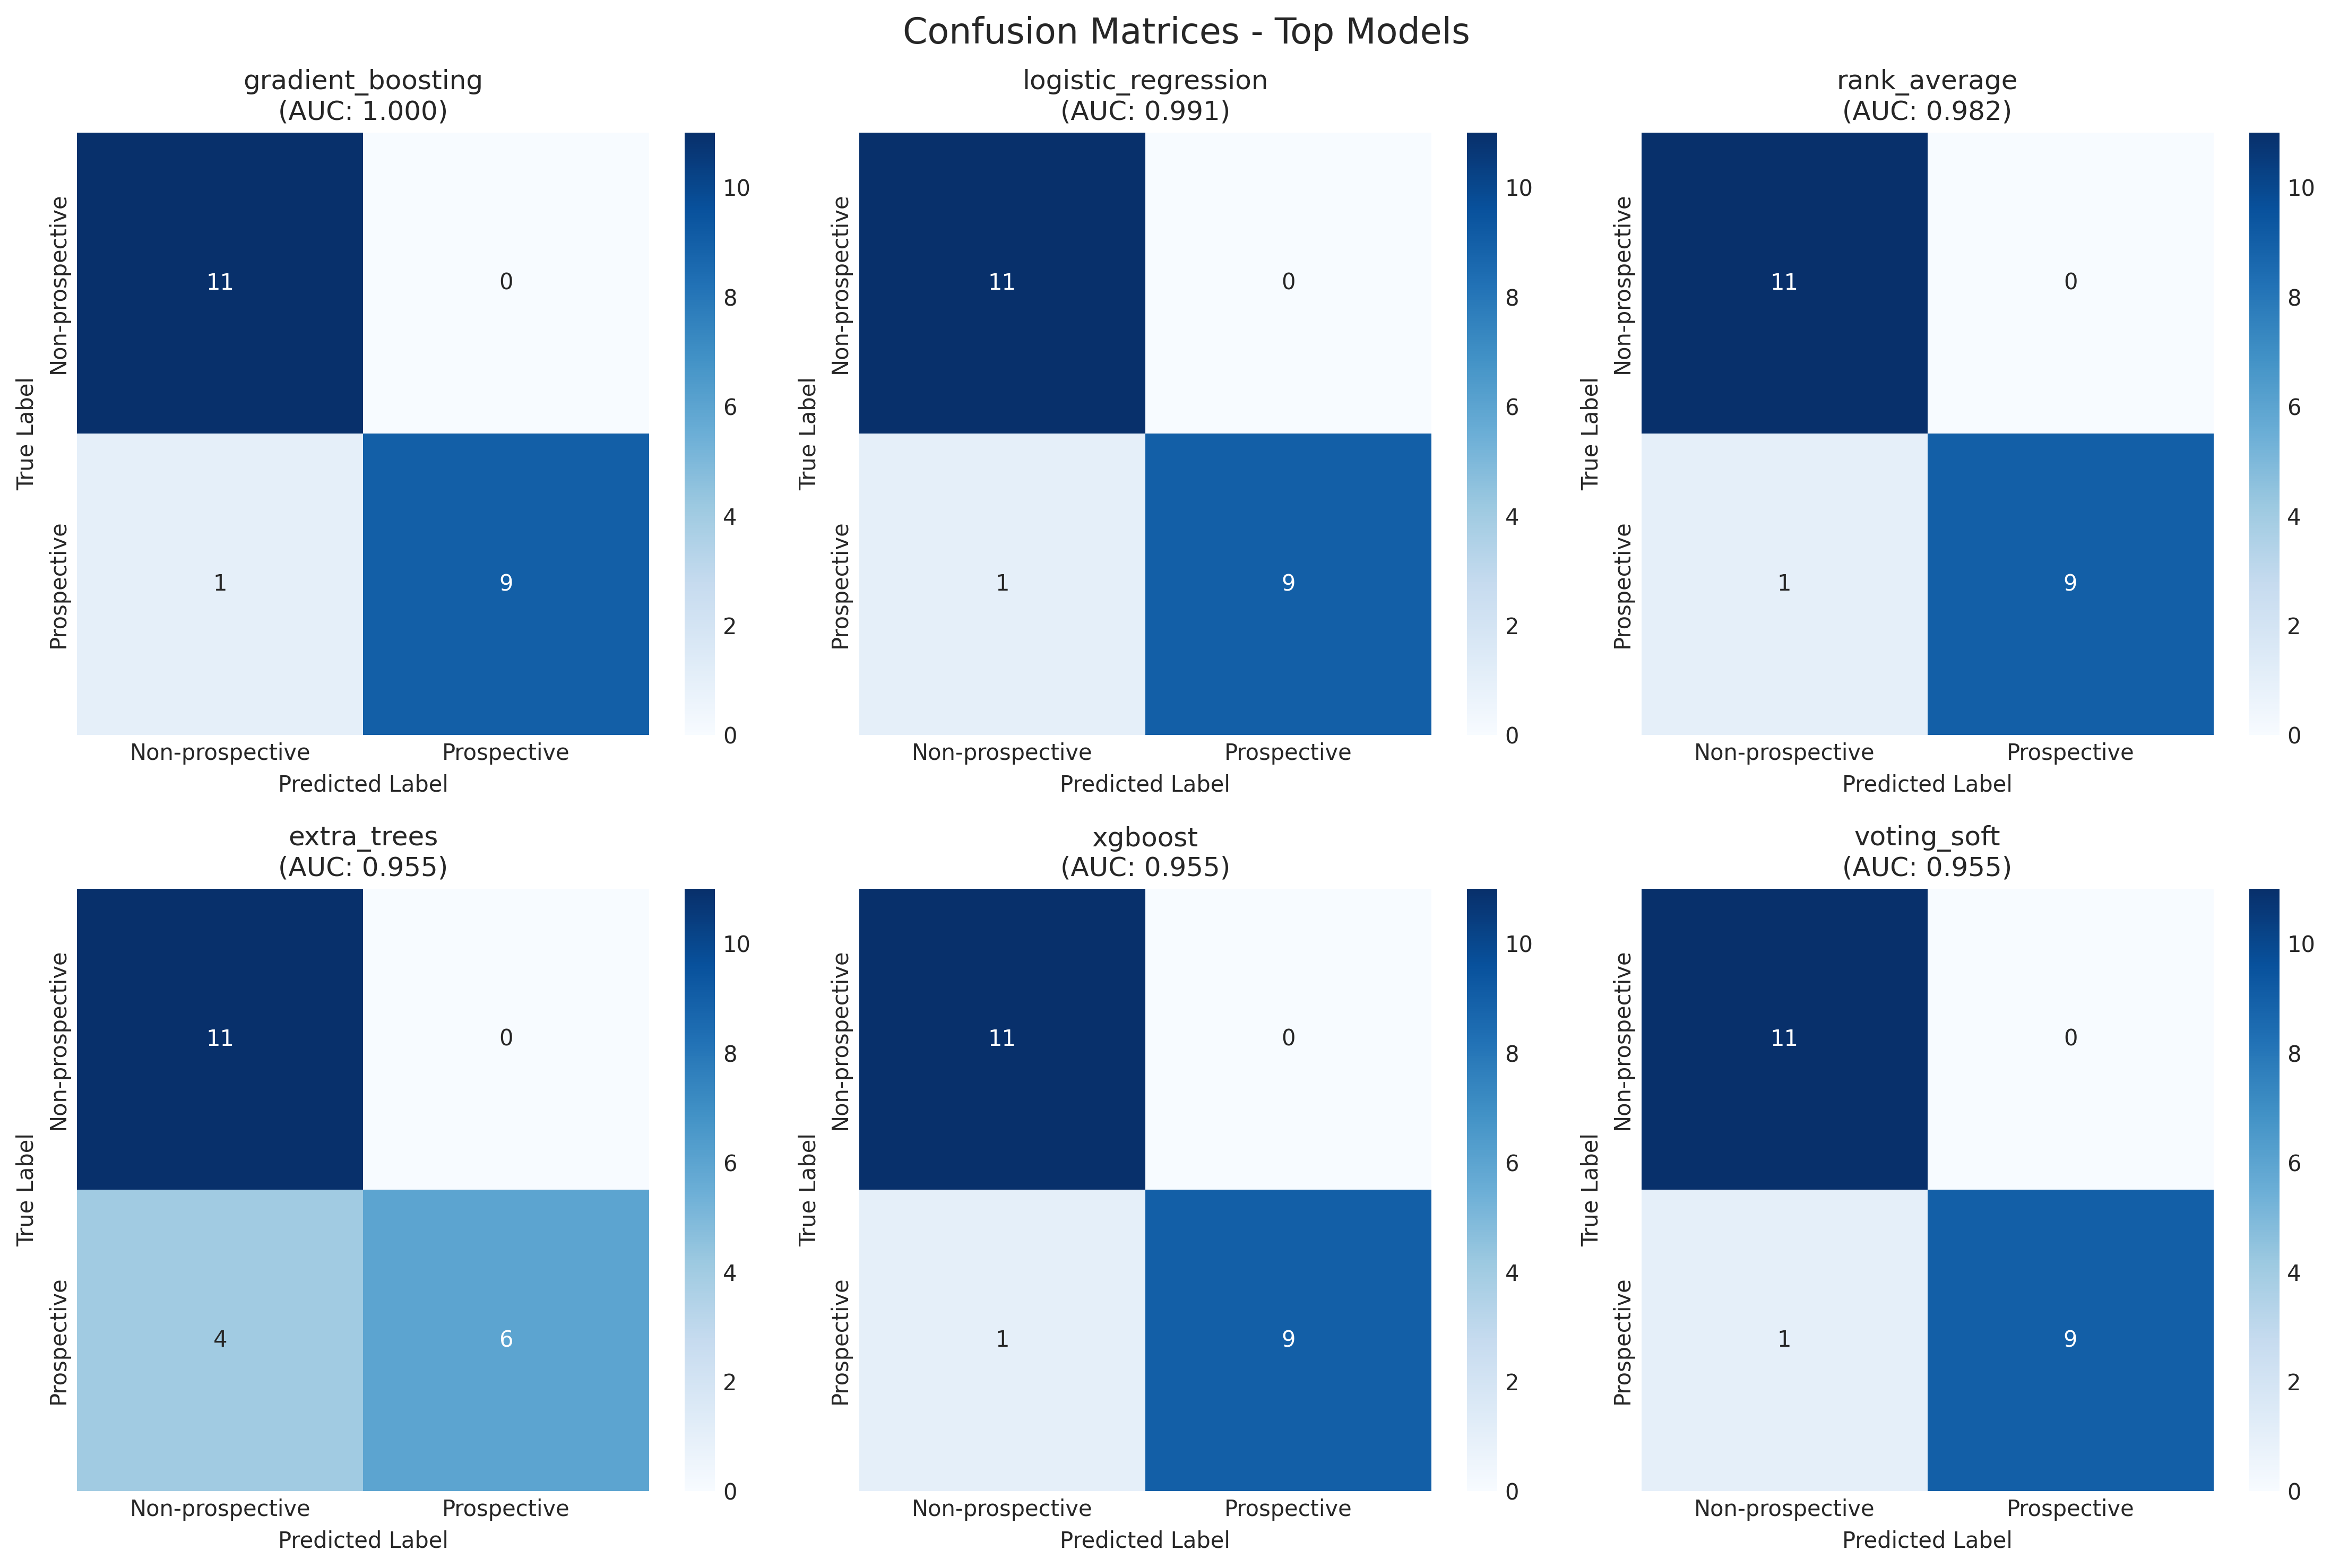 Confusion Matrices - Top Models
gradient_boosting
(AUC: 1.000)
True Label
Non-prospective
Prospective
11
0
1
9
Non-prospective
Prospective
Predicted Label
10
8
6
4
2
0
logistic_regression
(AUC: 0.991)
True Label
Non-prospective
Prospective
11
0
1
9
Non-prospective
Prospective
Predicted Label
10
8
6
4
2
0
rank_average
(AUC: 0.982)
True Label
Non-prospective
Prospective
11
0
1
9
Non-prospective
Prospective
Predicted Label
10
8
6
4
2
0
extra_trees
(AUC: 0.955)
True Label
Non-prospective
Prospective
11
0
4
6
Non-prospective
Prospective
Predicted Label
10
8
6
4
2
0
xgboost
(AUC: 0.955)
True Label
Non-prospective
Prospective
11
0
1
9
Non-prospective
Prospective
Predicted Label
10
8
6
4
2
0
voting_soft
(AUC: 0.955)
True Label
Non-prospective
Prospective
11
0
1
9
Non-prospective
Prospective
Predicted Label
10
8
6
4
2
0